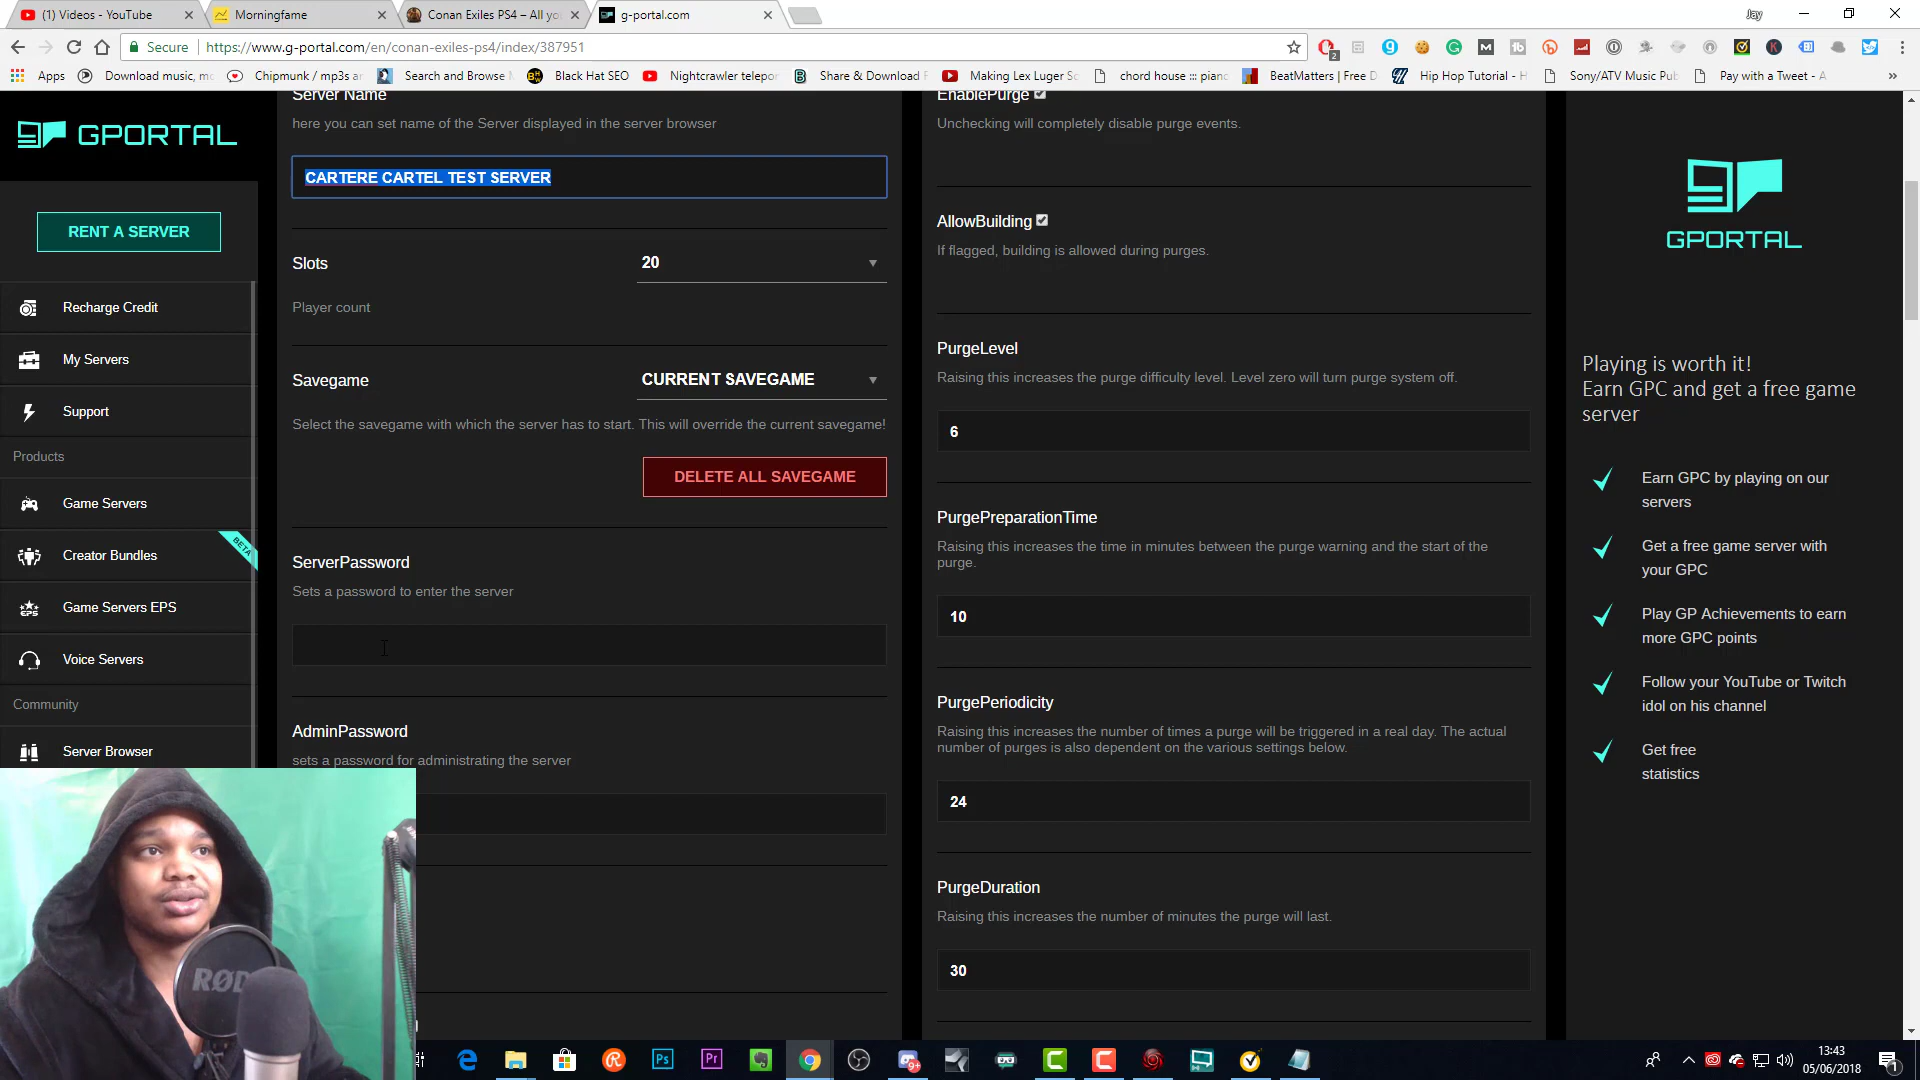 (1) Videos - YouTube
Morningfame
Conan Exiles PS4 – All yo
g-portal.com
Jay
Secure
https://www.g-portal.com/en/conan-exiles-ps4/index/387951
Apps
Download music, mo
Chipmunk / mp3s ar
Search and Browse M
Black Hat SEO
Nightcrawler telepor
Share & Download F
Making Lex Luger So
chord house ::: piano
BeatMatters | Free D
Hip Hop Tutorial - H
Sony/ATV Music Pub
Pay with a Tweet - A
GPORTAL
RENT A SERVER
Recharge Credit
My Servers
Support
Products
Game Servers
Creator Bundles
BETA
Game Servers EPS
Voice Servers
Community
Server Browser
Server Name
here you can set name of the Server displayed in the server browser
CARTERE CARTEL TEST SERVER
Slots
20
Player count
Savegame
CURRENT SAVEGAME
Select the savegame with which the server has to start. This will override the current savegame!
DELETE ALL SAVEGAME
ServerPassword
Sets a password to enter the server
AdminPassword
sets a password for administrating the server
EnablePurge
Unchecking will completely disable purge events.
AllowBuilding
If flagged, building is allowed during purges.
PurgeLevel
Raising this increases the purge difficulty level. Level zero will turn purge system off.
6
PurgePreparationTime
Raising this increases the time in minutes between the purge warning and the start of the
purge.
10
PurgePeriodicity
Raising this increases the number of times a purge will be triggered in a real day. The actual
number of purges is also dependent on the various settings below.
24
PurgeDuration
Raising this increases the number of minutes the purge will last.
30
GPORTAL
Playing is worth it!
Earn GPC and get a free game
server
Earn GPC by playing on our
servers
Get a free game server with
your GPC
Play GP Achievements to earn
more GPC points
Follow your YouTube or Twitch
idol on his channel
Get free
statistics
RØD
Ps
Pr
13:43
05/06/2018